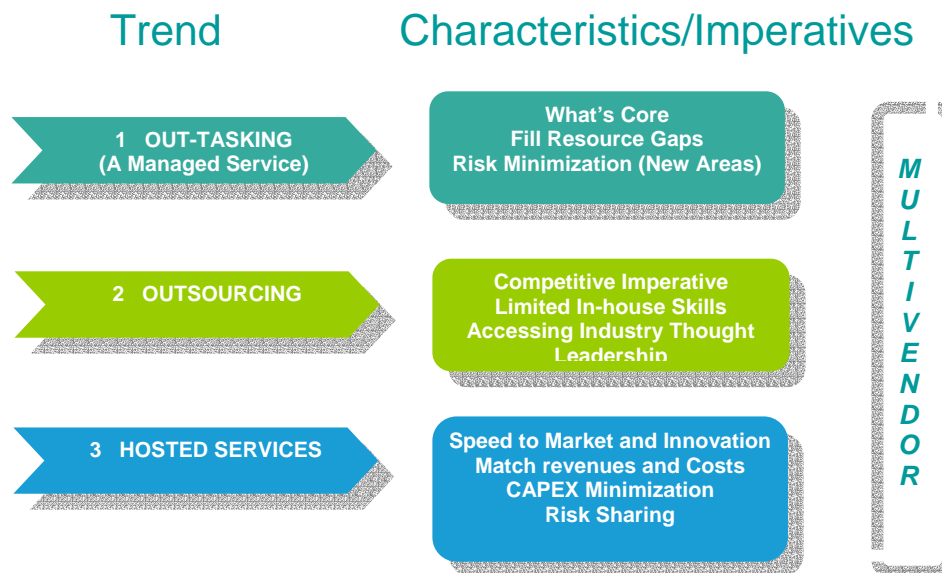 Trend
Characteristics/Imperatives
1 OUT-TASKING
(A Managed Service)
What's Core
Fill Resource Gaps
Risk Minimization (New Areas)
2 OUTSOURCING
Competitive Imperative
Limited In-house Skills
Accessing Industry Thought
Leadership
3 HOSTED SERVICES
Speed to Market and Innovation
Match revenues and Costs
CAPEX Minimization
Risk Sharing
M
U
L
T
I
V
E
N
D
O
R